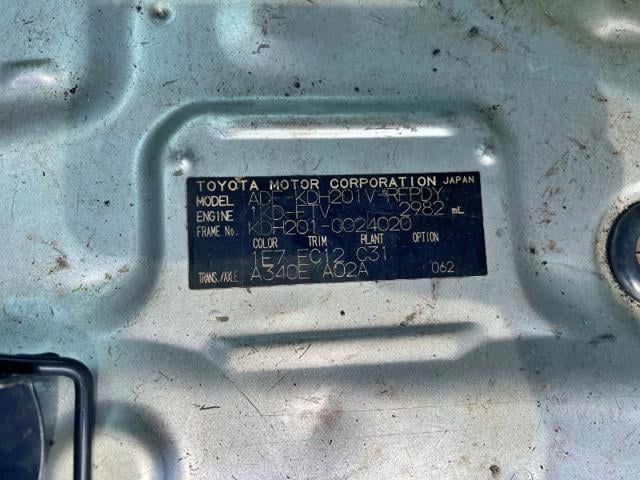 TOYOTA MOTOR CORPORATION JAPAN
MODEL ADF-KDH201V-RFPDY
ENGINE 1KD-FTV 2982 mL
FRAME No. KDH201-0024020
COLOR TRIM PLANT OPTION
1E7 FC12 C31
TRANS./AXLE A340E A02A 062